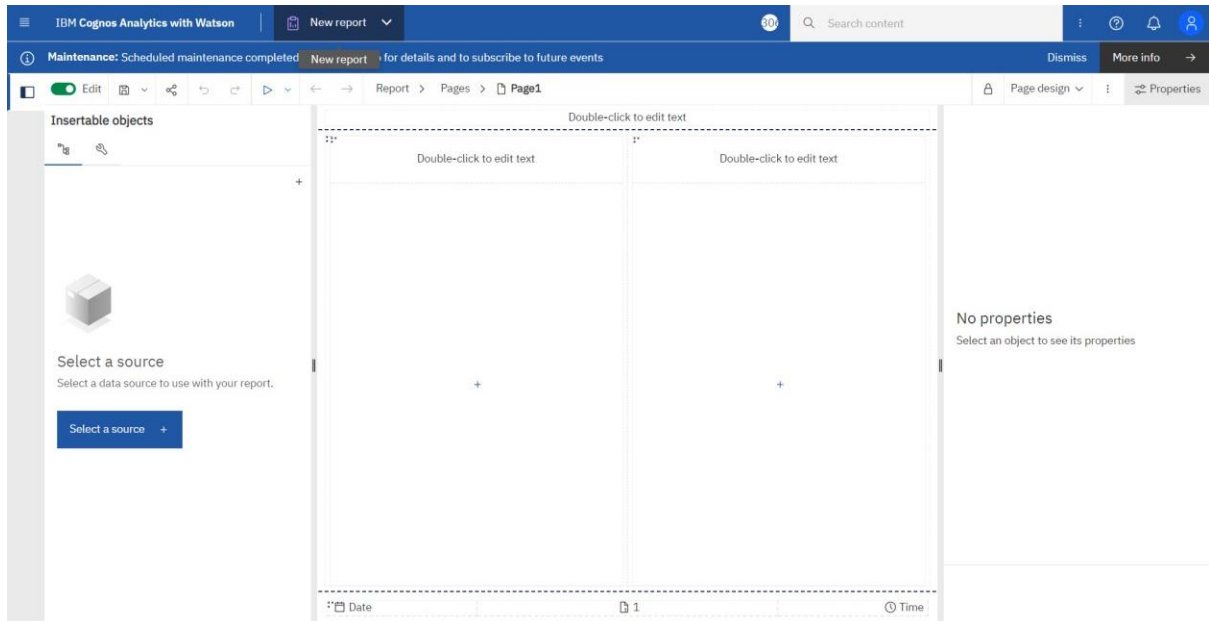 IBM Cognos Analytics with Watson
New report
30
Search content
Maintenance: Scheduled maintenance completed
New report
for details and to subscribe to future events
Dismiss
More info
Edit
Report > Pages > Page1
Page design
Properties
Insertable objects
Select a source
Select a data source to use with your report.
Select a source +
Double-click to edit text
Double-click to edit text
Double-click to edit text
Date
1
Time
No properties
Select an object to see its properties